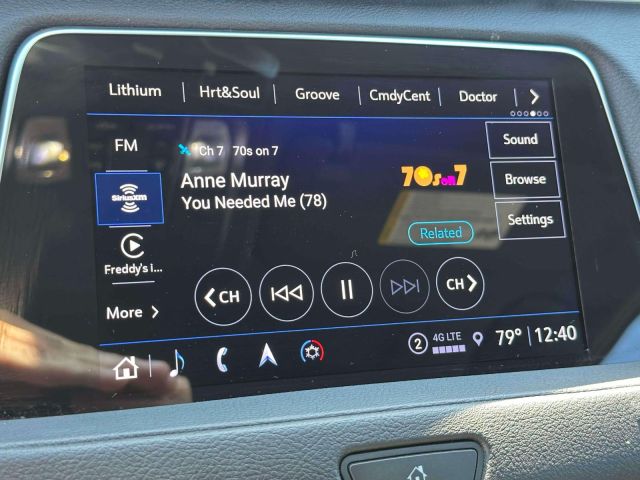 Lithium Hrt&Soul Groove CmdyCent Doctor
FM
Ch 7 70s on 7
Sound
SiriusXM
Anne Murray
You Needed Me (78)
70s on 7
Browse
Related
Settings
Freddy's i...
CH
CH
More
2 4G LTE 79° 12:40